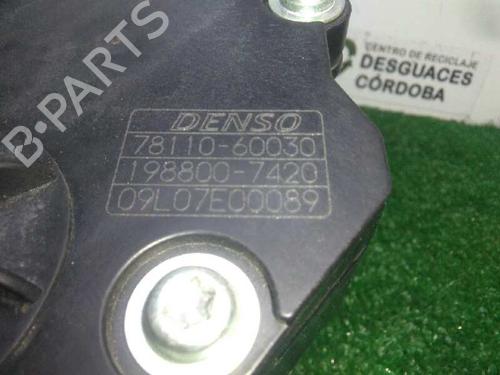 B-PARTS
CENTRO DE RECICLAJE
DESGUACES
CÓRDOBA
DENSO
78110-60030
198800-7420
09L07E00089